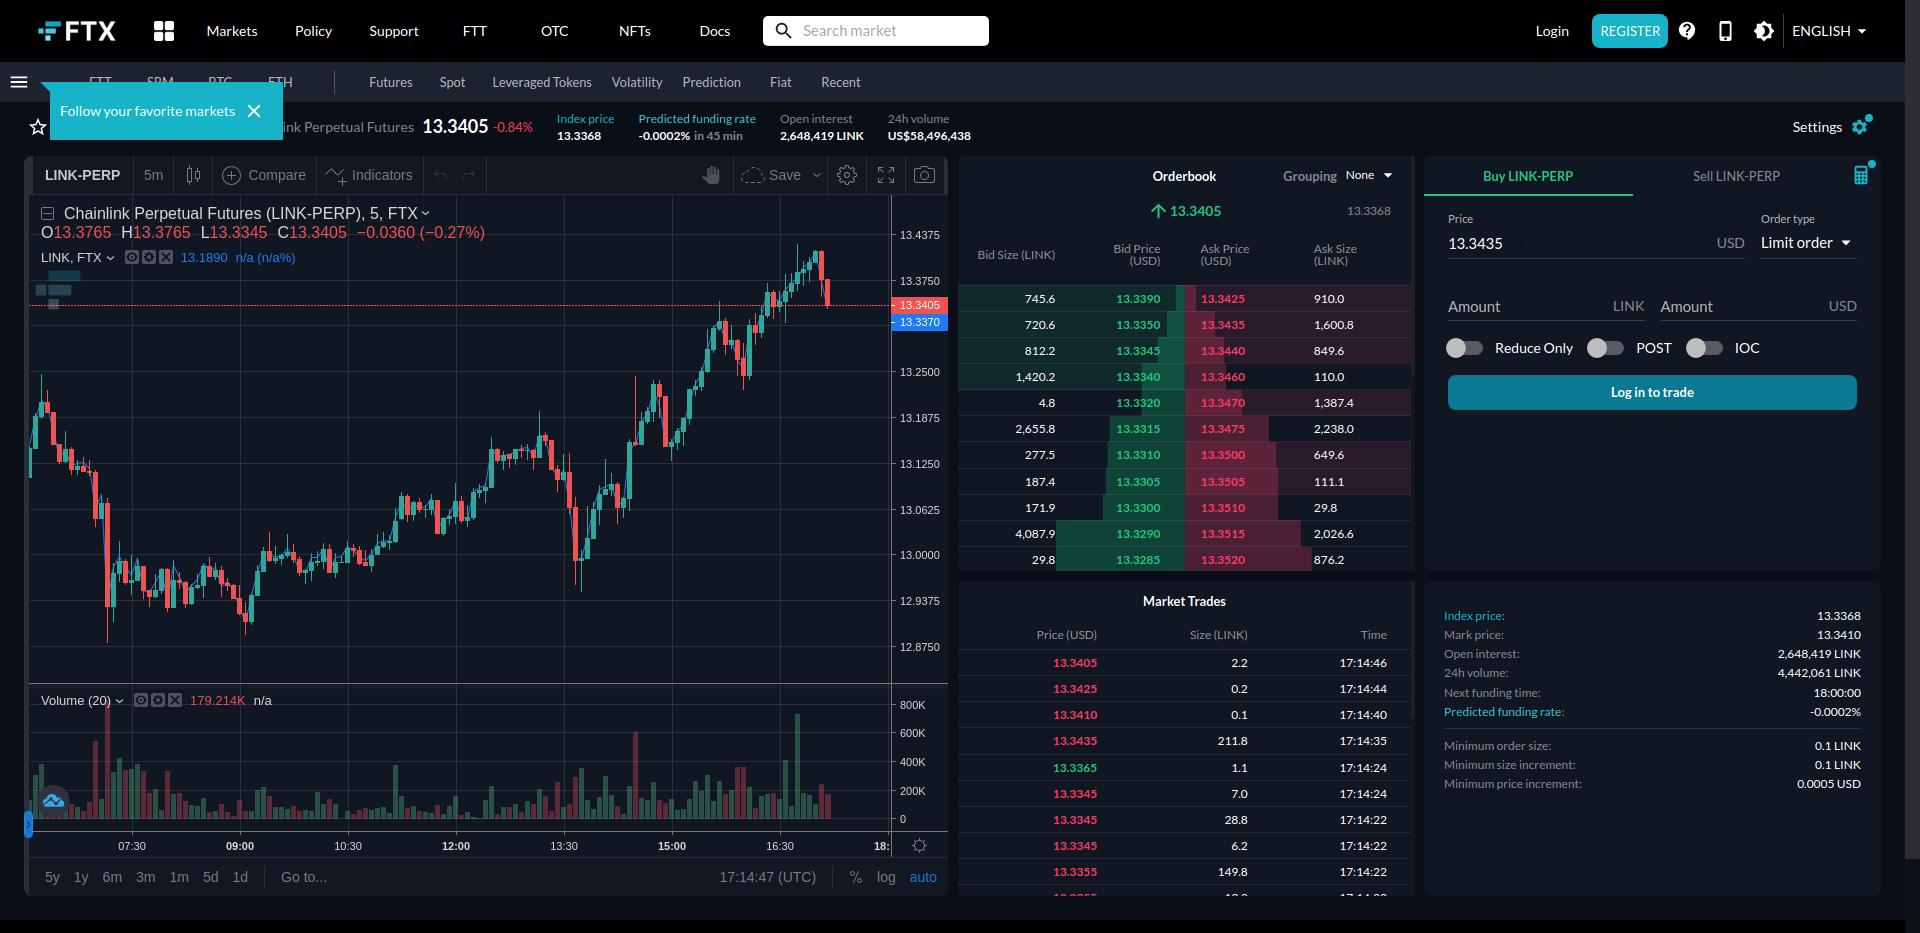 FTX Markets Policy Support FTT OTC NFTs Docs Search market Login REGISTER ENGLISH
Futures Spot Leveraged Tokens Volatility Prediction Fiat Recent
Follow your favorite markets
Perpetual Futures 13.3405 -0.84%
Index price
13.3368
Predicted funding rate
-0.0002% in 45 min
Open interest
2,648,419 LINK
24h volume
US$58,496,438
Settings
LINK-PERP 5m Compare Indicators Save
Chainlink Perpetual Futures (LINK-PERP), 5, FTX
O13.3765 H13.3765 L13.3345 C13.3405 −0.0360 (−0.27%)
LINK, FTX 13.1890 n/a (n/a%)
13.4375
13.3750
13.3405
13.3370
13.2500
13.1875
13.1250
13.0625
13.0000
12.9375
12.8750
Volume (20) 179.214K n/a
800K
600K
400K
200K
0
07:30 09:00 10:30 12:00 13:30 15:00 16:30 18:
5y 1y 6m 3m 1m 5d 1d Go to... 17:14:47 (UTC) % log auto
Orderbook Grouping None
13.3405 13.3368
Bid Size (LINK) Bid Price (USD) Ask Price (USD) Ask Size (LINK)
745.6 13.3390 13.3425 910.0
720.6 13.3350 13.3435 1,600.8
812.2 13.3345 13.3440 849.6
1,420.2 13.3340 13.3460 110.0
4.8 13.3320 13.3470 1,387.4
2,655.8 13.3315 13.3475 2,238.0
277.5 13.3310 13.3500 649.6
187.4 13.3305 13.3505 111.1
171.9 13.3300 13.3510 29.8
4,087.9 13.3290 13.3515 2,026.6
29.8 13.3285 13.3520 876.2
Market Trades
Price (USD) Size (LINK) Time
13.3405 2.2 17:14:46
13.3425 0.2 17:14:44
13.3410 0.1 17:14:40
13.3435 211.8 17:14:35
13.3365 1.1 17:14:24
13.3345 7.0 17:14:24
13.3345 28.8 17:14:22
13.3345 6.2 17:14:22
13.3355 149.8 17:14:22
Buy LINK-PERP Sell LINK-PERP
Price Order type
13.3435 USD Limit order
Amount LINK Amount USD
Reduce Only POST IOC
Log in to trade
Index price: 13.3368
Mark price: 13.3410
Open interest: 2,648,419 LINK
24h volume: 4,442,061 LINK
Next funding time: 18:00:00
Predicted funding rate: -0.0002%
Minimum order size: 0.1 LINK
Minimum size increment: 0.1 LINK
Minimum price increment: 0.0005 USD